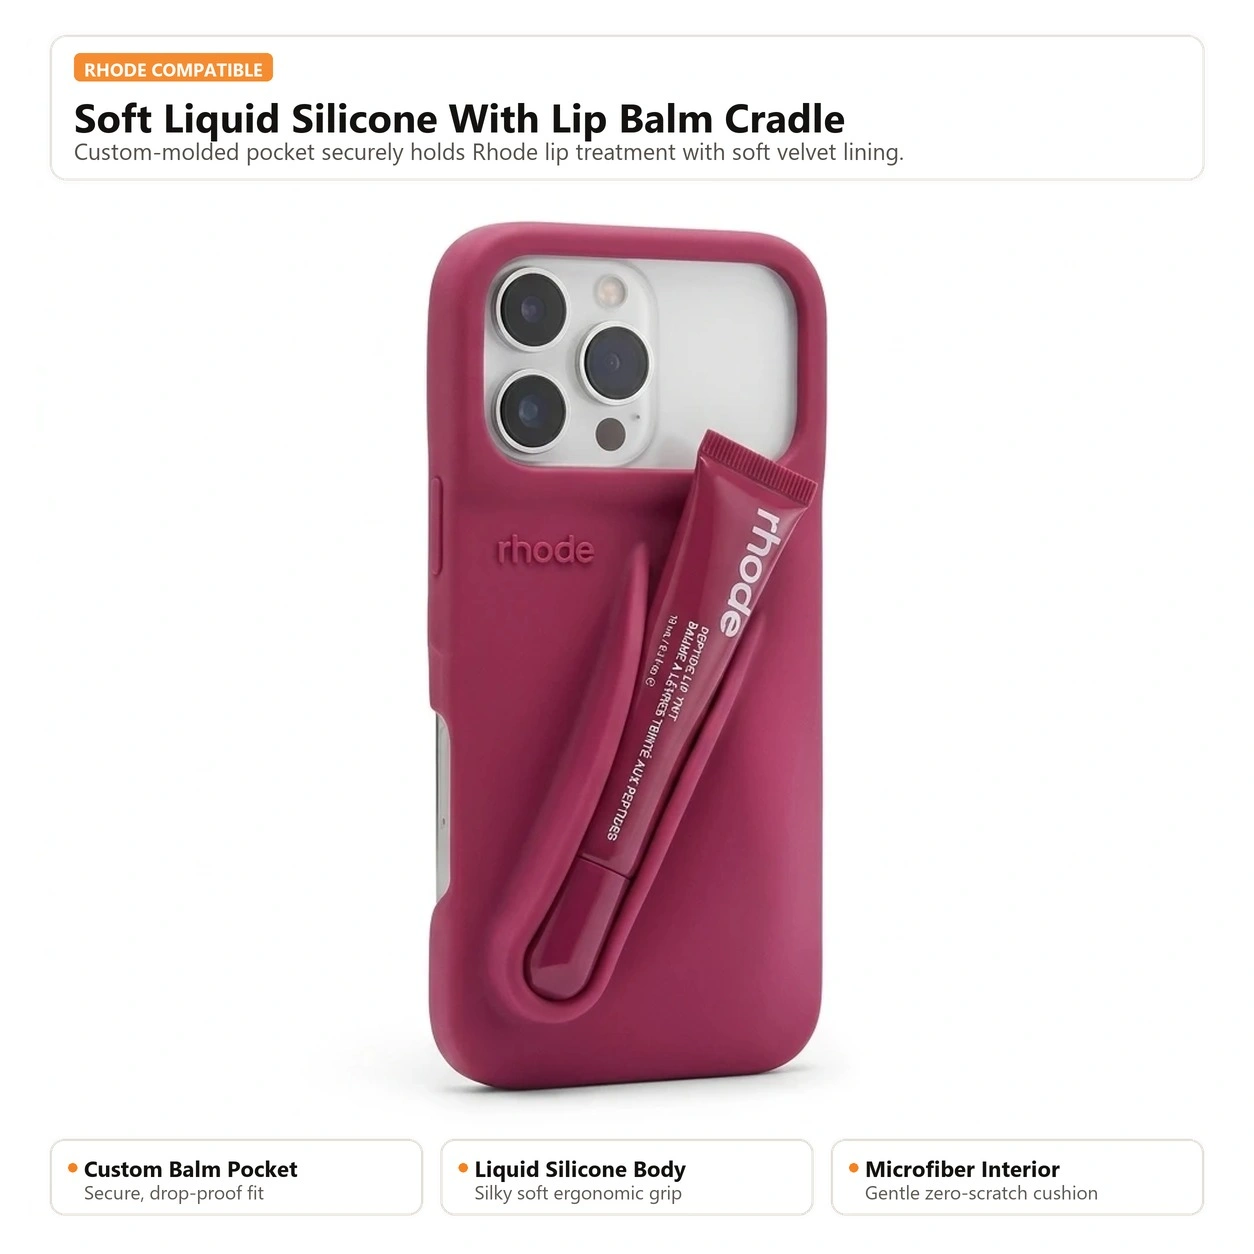 RHODE COMPATIBLE
Soft Liquid Silicone With Lip Balm Cradle
Custom-molded pocket securely holds Rhode lip treatment with soft velvet lining.
rhode
rhode
PEPTIDE LIP TINT
BAUME À LÈVRES TEINTÉ AUX PEPTIDES
Custom Balm Pocket
Secure, drop-proof fit
Liquid Silicone Body
Silky soft ergonomic grip
Microfiber Interior
Gentle zero-scratch cushion